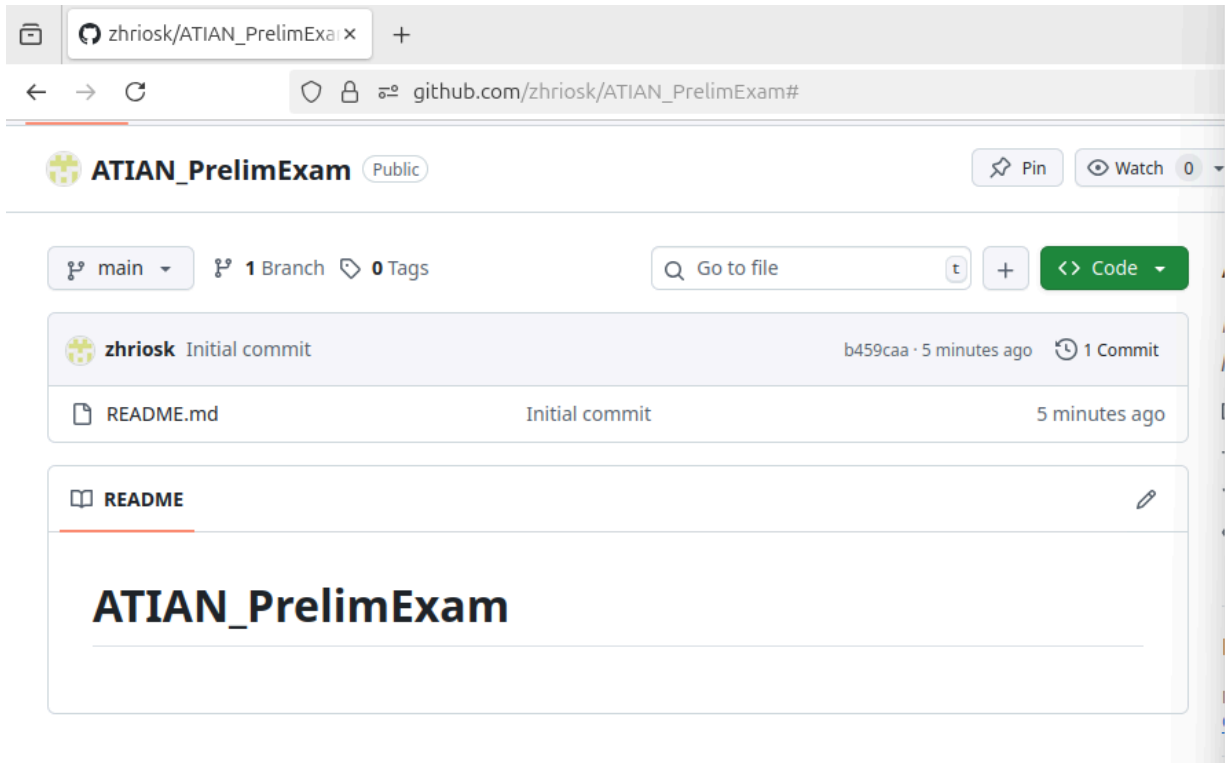 zhriosk/ATIAN_PrelimExa
github.com/zhriosk/ATIAN_PrelimExam#
ATIAN_PrelimExam Public Pin Watch 0
main 1 Branch 0 Tags Go to file t Code
zhriosk Initial commit b459caa · 5 minutes ago 1 Commit
README.md Initial commit 5 minutes ago
README
ATIAN_PrelimExam